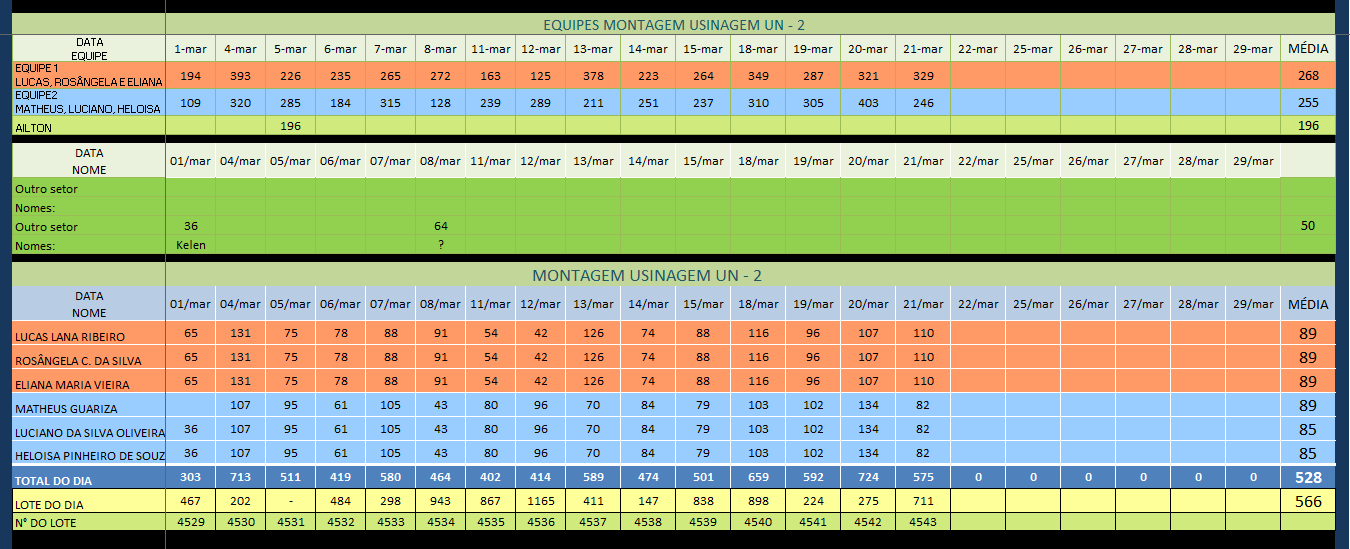 EQUIPES MONTAGEM USINAGEM UN - 2
DATA
EQUIPE
1-mar 4-mar 5-mar 6-mar 7-mar 8-mar 11-mar 12-mar 13-mar 14-mar 15-mar 18-mar 19-mar 20-mar 21-mar 22-mar 25-mar 26-mar 27-mar 28-mar 29-mar MÉDIA
EQUIPE 1
LUCAS, ROSÂNGELA E ELIANA 194 393 226 235 265 272 163 125 378 223 264 349 287 321 329 268
EQUIPE2
MATHEUS, LUCIANO, HELOISA 109 320 285 184 315 128 239 289 211 251 237 310 305 403 246 255
AILTON 196 196
DATA
NOME
01/mar 04/mar 05/mar 06/mar 07/mar 08/mar 11/mar 12/mar 13/mar 14/mar 15/mar 18/mar 19/mar 20/mar 21/mar 22/mar 25/mar 26/mar 27/mar 28/mar 29/mar
Outro setor
Nomes:
Outro setor 36 64 50
Nomes: Kelen ?
MONTAGEM USINAGEM UN - 2
DATA
NOME
01/mar 04/mar 05/mar 06/mar 07/mar 08/mar 11/mar 12/mar 13/mar 14/mar 15/mar 18/mar 19/mar 20/mar 21/mar 22/mar 25/mar 26/mar 27/mar 28/mar 29/mar MÉDIA
LUCAS LANA RIBEIRO 65 131 75 78 88 91 54 42 126 74 88 116 96 107 110 89
ROSÂNGELA C. DA SILVA 65 131 75 78 88 91 54 42 126 74 88 116 96 107 110 89
ELIANA MARIA VIEIRA 65 131 75 78 88 91 54 42 126 74 88 116 96 107 110 89
MATHEUS GUARIZA 107 95 61 105 43 80 96 70 84 79 103 102 134 82 89
LUCIANO DA SILVA OLIVEIRA 36 107 95 61 105 43 80 96 70 84 79 103 102 134 82 85
HELOISA PINHEIRO DE SOUZ 36 107 95 61 105 43 80 96 70 84 79 103 102 134 82 85
TOTAL DO DIA 303 713 511 419 580 464 402 414 589 474 501 659 592 724 575 0 0 0 0 0 0 528
LOTE DO DIA 467 202 - 484 298 943 867 1165 411 147 838 898 224 275 711 566
N° DO LOTE 4529 4530 4531 4532 4533 4534 4535 4536 4537 4538 4539 4540 4541 4542 4543